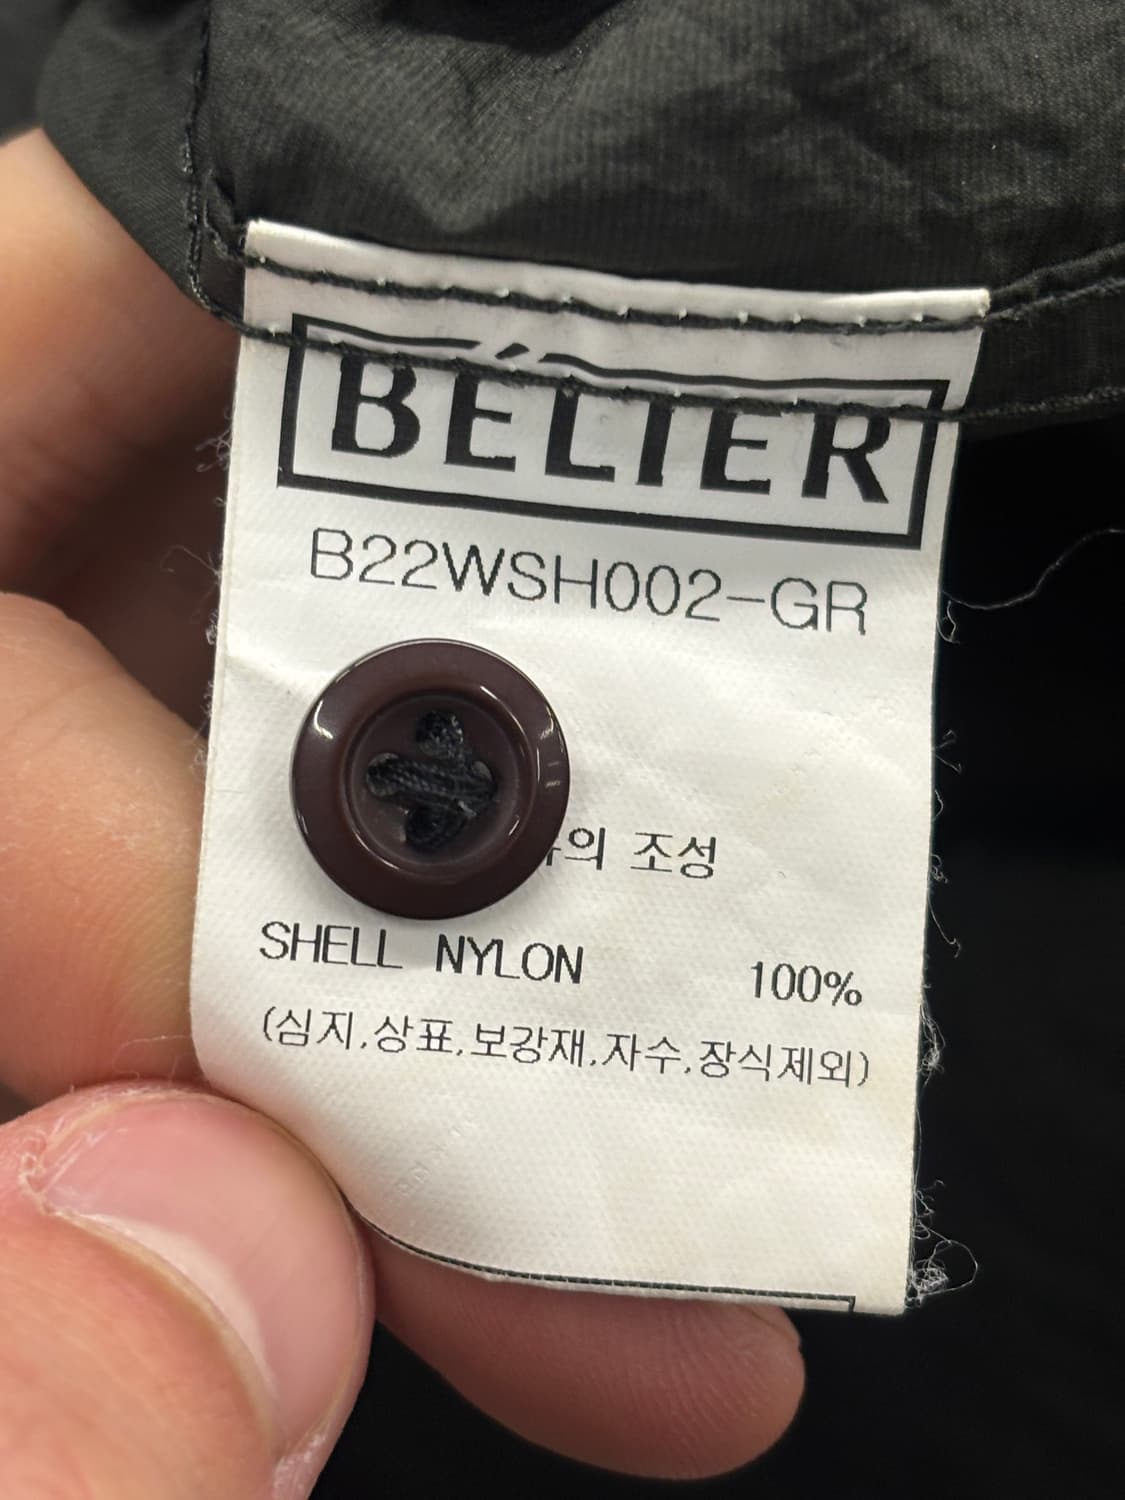 BÉLIER
B22WSH002-GR
의 조성
SHELL NYLON 100%
(심지,상표,보강재,자수,장식제외)